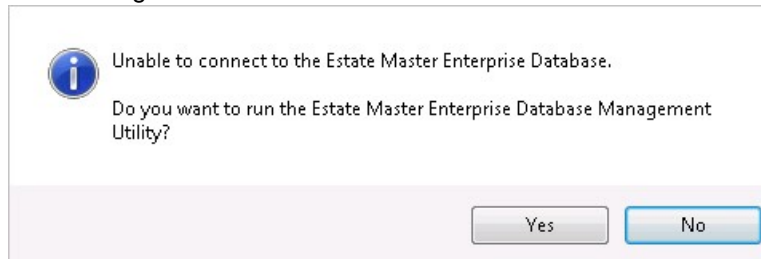 Unable to connect to the Estate Master Enterprise Database.
Do you want to run the Estate Master Enterprise Database Management
Utility?
Yes No